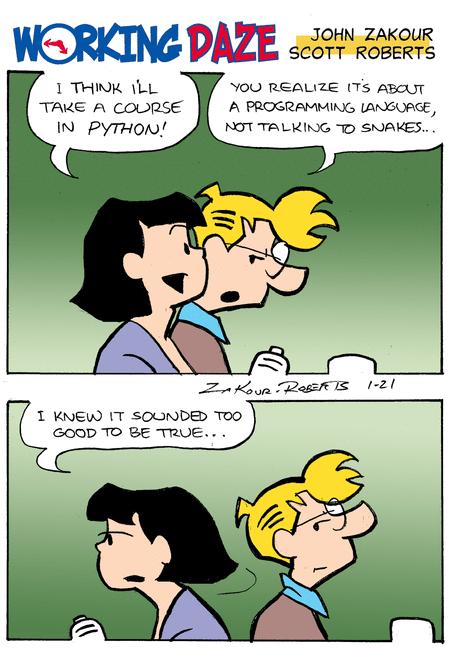 WORKING DAZE
JOHN ZAKOUR
SCOTT ROBERTS
I THINK I'LL
TAKE A COURSE
IN PYTHON!
YOU REALIZE IT'S ABOUT
A PROGRAMMING LANGUAGE,
NOT TALKING TO SNAKES...
ZAKOUR-ROBERTS 1-21
I KNEW IT SOUNDED TOO
GOOD TO BE TRUE...